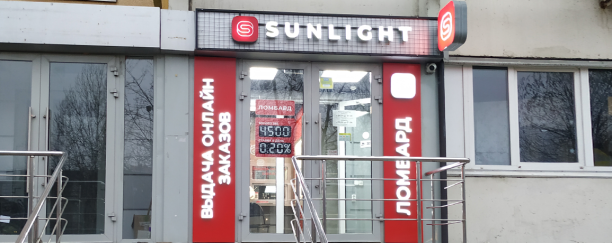 SUNLIGHT
ВЫДАЧА ОНЛАЙН
ЗАКАЗОВ
ЛОМБАРД
4500
0.20%
ЛОМБАРД